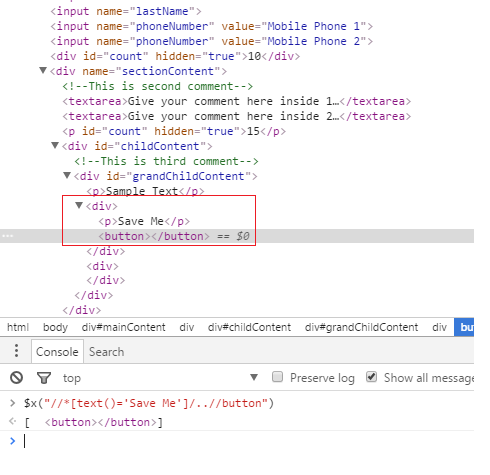 <input name="lastName">
<input name="phoneNumber" value="Mobile Phone 1">
<input name="phoneNumber" value="Mobile Phone 2">
<div id="count" hidden="true">10</div>
▼<div name="sectionContent">
<!--This is second comment-->
<textarea>Give your comment here inside 1…</textarea>
<textarea>Give your comment here inside 2…</textarea>
<p id="count" hidden="true">15</p>
▼<div id="childContent">
<!--This is third comment-->
▼<div id="grandChildContent">
<p>Sample Text</p>
▼<div>
<p>Save Me</p>
… <button></button> == $0
</div>
<div>
</div>
</div>
</div>
html body div#mainContent div div#childContent div#grandChildContent div bu
Console Search
top ▼ Preserve log Show all message
> $x("//*[text()='Save Me']/..//button")
[ <button></button>]
>